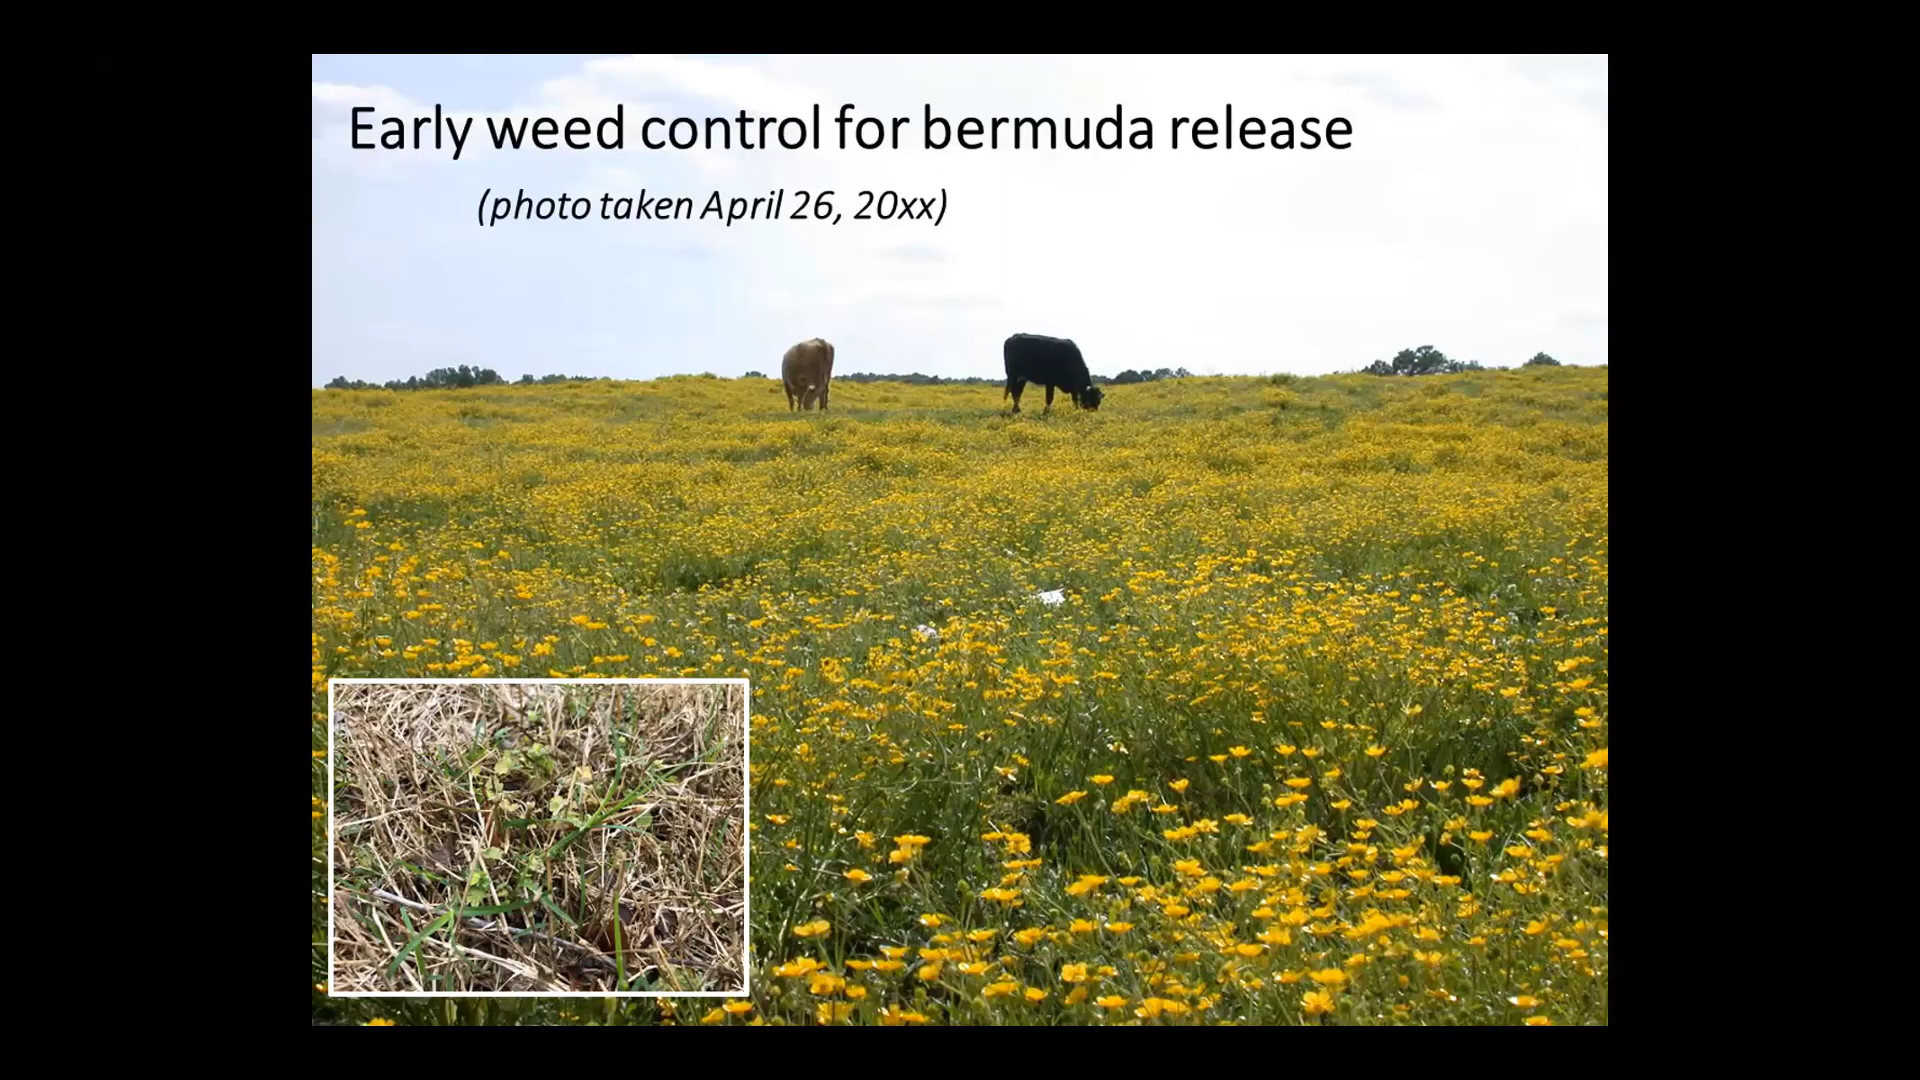 Early weed control for bermuda release
(photo taken April 26, 20xx)